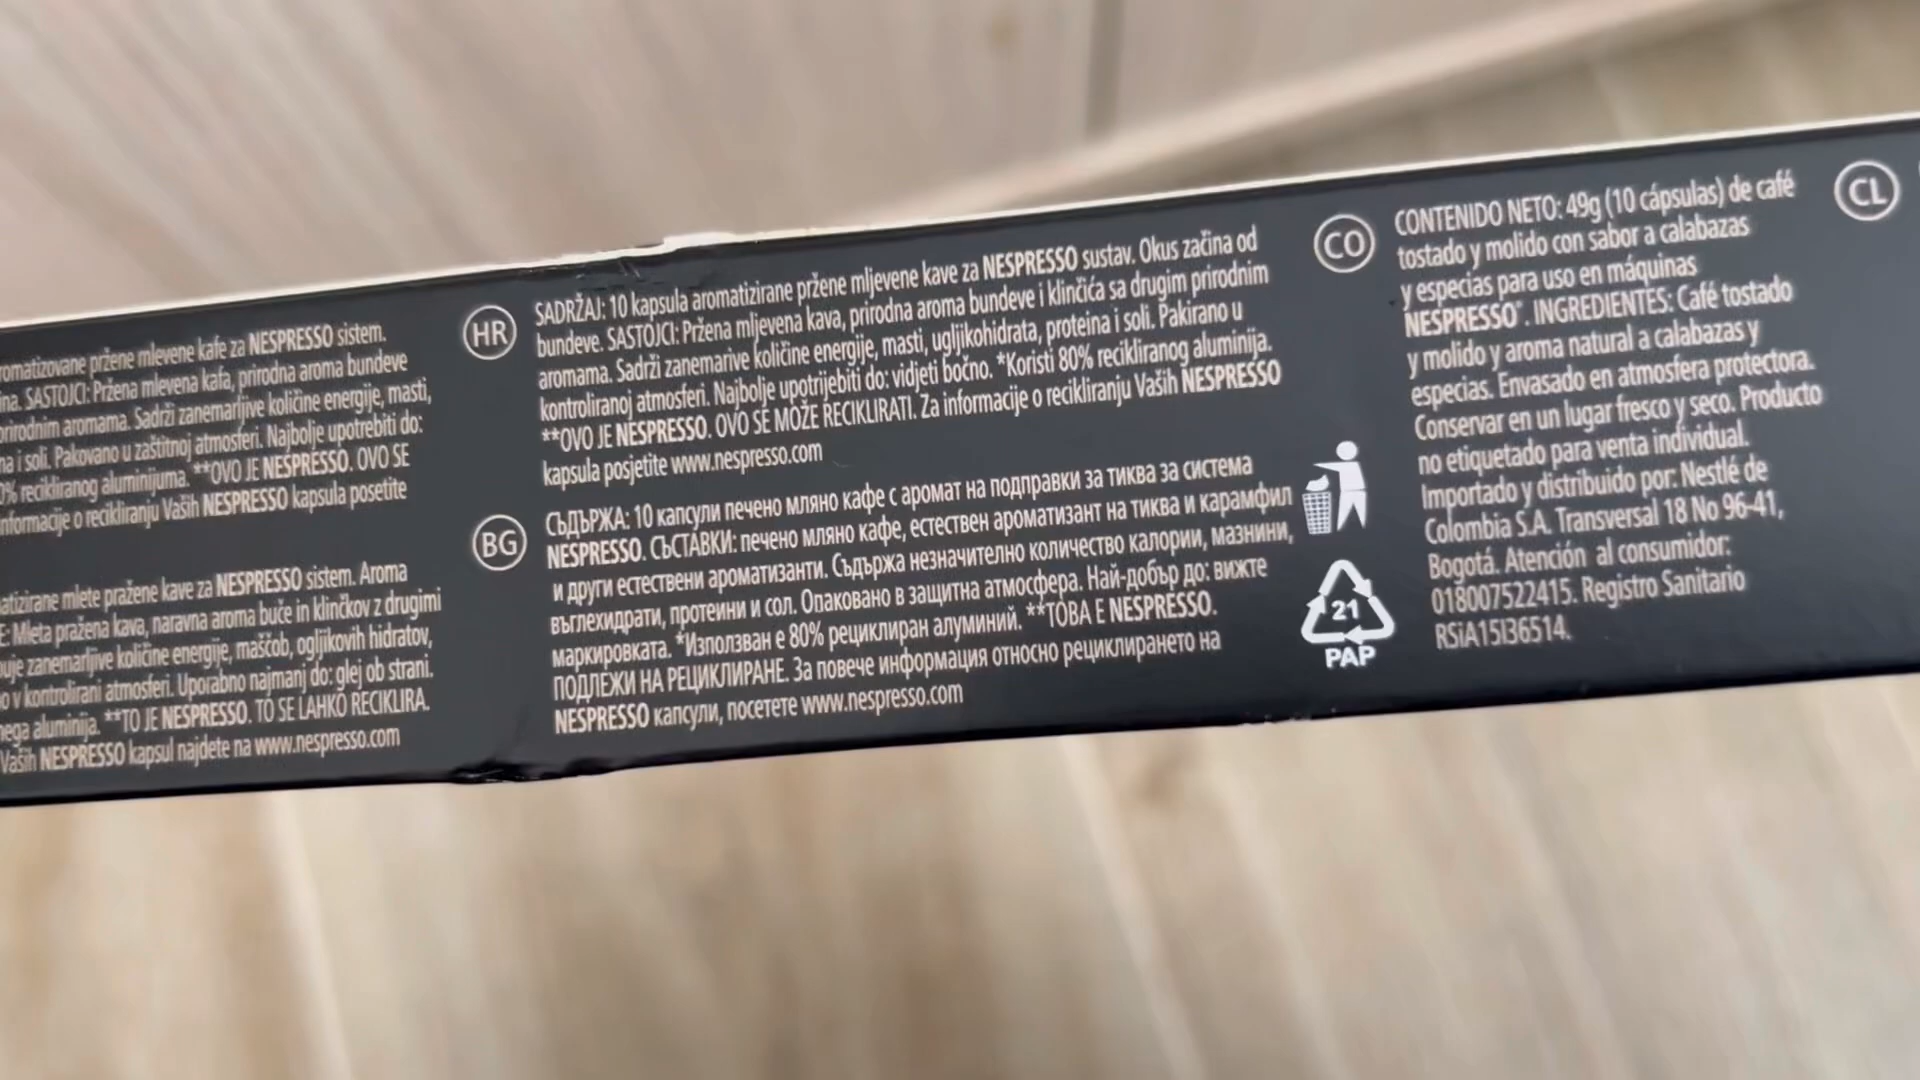 pržene mlevene kafe za NESPRESSO sistem.
SASTOJCI: Pržena mlevena kafa, prirodna aroma bundeve
prirodnim aromama. Sadrži zanemarljive količine energije, masti,
i soli. Pakovano u zaštitnoj atmosferi. Najbolje upotrebiti do:
recikliranog aluminijuma. **OVO JE NESPRESSO. OVO SE
informacije o recikliranju Vaših NESPRESSO kapsula posetite
mlete pražene kave za NESPRESSO sistem. Aroma
Mleta pražena kava, naravna aroma buče in klinčkov z drugimi
zanemarljive količine energije, maščob, ogljikovih hidratov,
v kontrolirani atmosferi. Uporabno najmanj do: glej ob strani.
aluminija. **TO JE NESPRESSO. TO SE LAHKO RECIKLIRA.
Vaših NESPRESSO kapsul najdete na www.nespresso.com
HR
SADRŽAJ: 10 kapsula aromatizirane pržene mljevene kave za NESPRESSO sustav. Okus začina od
bundeve. SASTOJCI: Pržena mljevena kava, prirodna aroma bundeve i klinčića sa drugim prirodnim
aromama. Sadrži zanemarive količine energije, masti, ugljikohidrata, proteina i soli. Pakirano u
kontroliranoj atmosferi. Najbolje upotrijebiti do: vidjeti bočno. *Koristi 80% recikliranog aluminija.
**OVO JE NESPRESSO. OVO SE MOŽE RECIKLIRATI. Za informacije o recikliranju Vaših NESPRESSO
kapsula posjetite www.nespresso.com
BG
СЪДЪРЖА: 10 капсули печено мляно кафе с аромат на подправки за тиква за система
NESPRESSO. СЪСТАВКИ: печено мляно кафе, естествен ароматизант на тиква и карамфил
и други естествени ароматизанти. Съдържа незначително количество калории, мазнини,
въглехидрати, протеини и сол. Опаковано в защитна атмосфера. Най-добър до: вижте
маркировката. *Използван е 80% рециклиран алуминий. **ТОВА Е NESPRESSO.
ПОДЛЕЖИ НА РЕЦИКЛИРАНЕ. За повече информация относно рециклирането на
NESPRESSO капсули, посетете www.nespresso.com
21
PAP
CO
CONTENIDO NETO: 49g (10 cápsulas) de café
tostado y molido con sabor a calabazas
y especias para uso en máquinas
NESPRESSO*. INGREDIENTES: Café tostado
y molido y aroma natural a calabazas y
especias. Envasado en atmosfera protectora.
Conservar en un lugar fresco y seco. Producto
no etiquetado para venta individual.
Importado y distribuido por: Nestlé de
Colombia S.A. Transversal 18 No 96-41,
Bogotá. Atención al consumidor:
018007522415. Registro Sanitario
RSiA15I36514.
CL